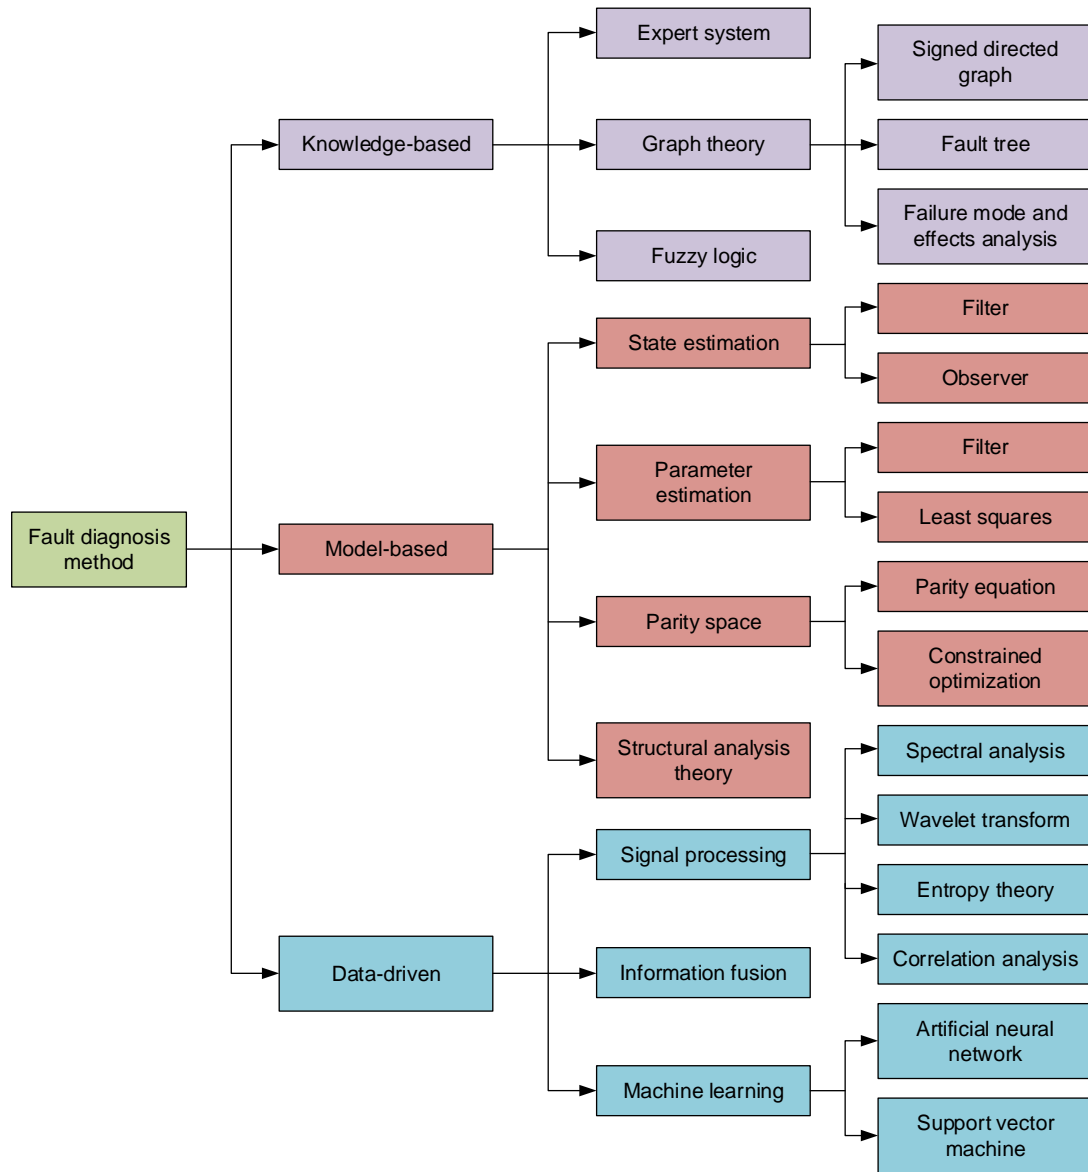 Fault diagnosis
method
Knowledge-based
Expert system
Graph theory
Signed directed
graph
Fault tree
Failure mode and
effects analysis
Fuzzy logic
Model-based
State estimation
Filter
Observer
Parameter
estimation
Filter
Least squares
Parity space
Parity equation
Constrained
optimization
Structural analysis
theory
Data-driven
Signal processing
Spectral analysis
Wavelet transform
Entropy theory
Correlation analysis
Information fusion
Machine learning
Artificial neural
network
Support vector
machine